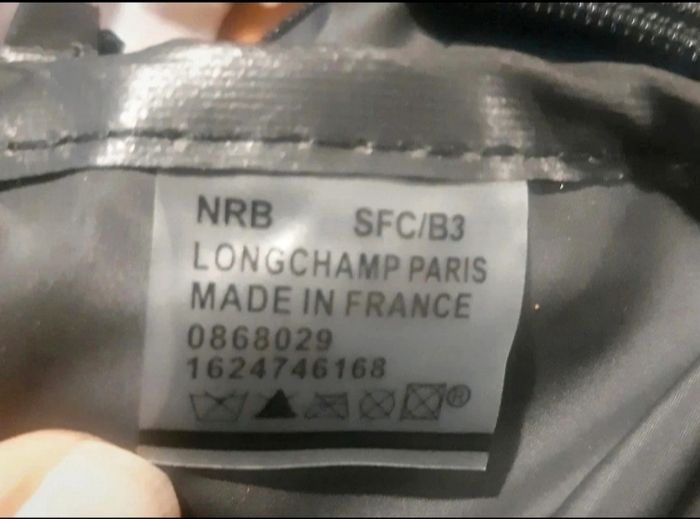 NRB SFC/B3
LONGCHAMP PARIS
MADE IN FRANCE
0868029
1624746168
®